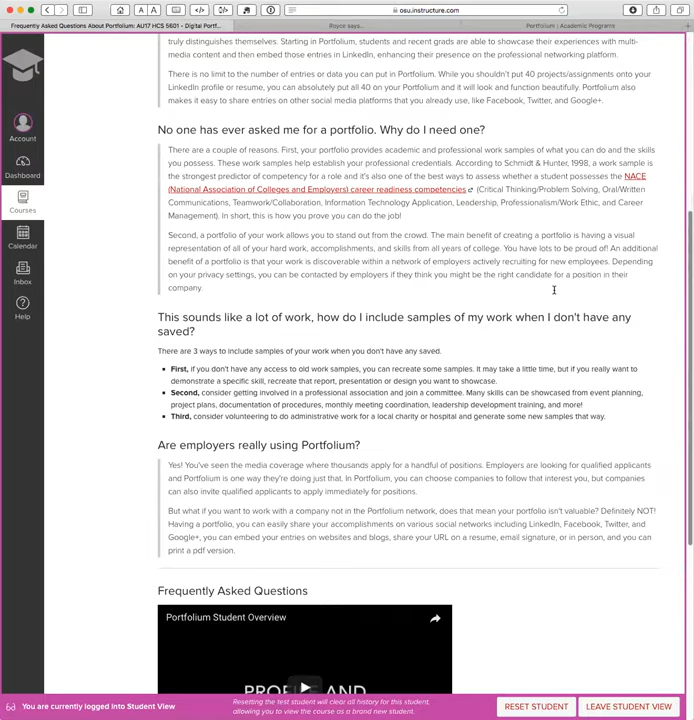 osu.instructure.com
Frequently Asked Questions About Portfolium: AU17 HCS 5601 - Digital Portf...
Royce says...
Portfolium | Academic Programs
truly distinguishes themselves. Starting in Portfolium, students and recent grads are able to showcase their experiences with multi-
media content and then embed those entries in LinkedIn, enhancing their presence on the professional networking platform.
There is no limit to the number of entries or data you can put in Portfolium. While you shouldn't put 40 projects/assignments onto your
LinkedIn profile or resume, you can absolutely put all 40 on your Portfolium and it will look and function beautifully. Portfolium also
makes it easy to share entries on other social media platforms that you already use, like Facebook, Twitter, and Google+.
Account
Dashboard
Courses
Calendar
Inbox
Help
No one has ever asked me for a portfolio. Why do I need one?
There are a couple of reasons. First, your portfolio provides academic and professional work samples of what you can do and the skills
you possess. These work samples help establish your professional credentials. According to Schmidt & Hunter, 1998, a work sample is
the strongest predictor of competency for a role and it's also one of the best ways to assess whether a student possesses the NACE
(National Association of Colleges and Employers) career readiness competencies (Critical Thinking/Problem Solving, Oral/Written
Communications, Teamwork/Collaboration, Information Technology Application, Leadership, Professionalism/Work Ethic, and Career
Management). In short, this is how you prove you can do the job!
Second, a portfolio of your work allows you to stand out from the crowd. The main benefit of creating a portfolio is having a visual
representation of all of your hard work, accomplishments, and skills from all years of college. You have lots to be proud of! An additional
benefit of a portfolio is that your work is discoverable within a network of employers actively recruiting for new employees. Depending
on your privacy settings, you can be contacted by employers if they think you might be the right candidate for a position in their
company.
This sounds like a lot of work, how do I include samples of my work when I don't have any
saved?
There are 3 ways to include samples of your work when you don't have any saved.
First, if you don't have any access to old work samples, you can recreate some samples. It may take a little time, but if you really want to
demonstrate a specific skill, recreate that report, presentation or design you want to showcase.
Second, consider getting involved in a professional association and join a committee. Many skills can be showcased from event planning,
project plans, documentation of procedures, monthly meeting coordination, leadership development training, and more!
Third, consider volunteering to do administrative work for a local charity or hospital and generate some new samples that way.
Are employers really using Portfolium?
Yes! You've seen the media coverage where thousands apply for a handful of positions. Employers are looking for qualified applicants
and Portfolium is one way they're doing just that. In Portfolium, you can choose companies to follow that interest you, but companies
can also invite qualified applicants to apply immediately for positions.
But what if you want to work with a company not in the Portfolium network, does that mean your portfolio isn't valuable? Definitely NOT!
Having a portfolio, you can easily share your accomplishments on various social networks including LinkedIn, Facebook, Twitter, and
Google+, you can embed your entries on websites and blogs, share your URL on a resume, email signature, or in person, and you can
print a pdf version.
Frequently Asked Questions
Portfolium Student Overview
PROFILE AND
You are currently logged into Student View
Resetting the test student will clear all history for this student,
allowing you to view the course as a brand new student.
RESET STUDENT
LEAVE STUDENT VIEW